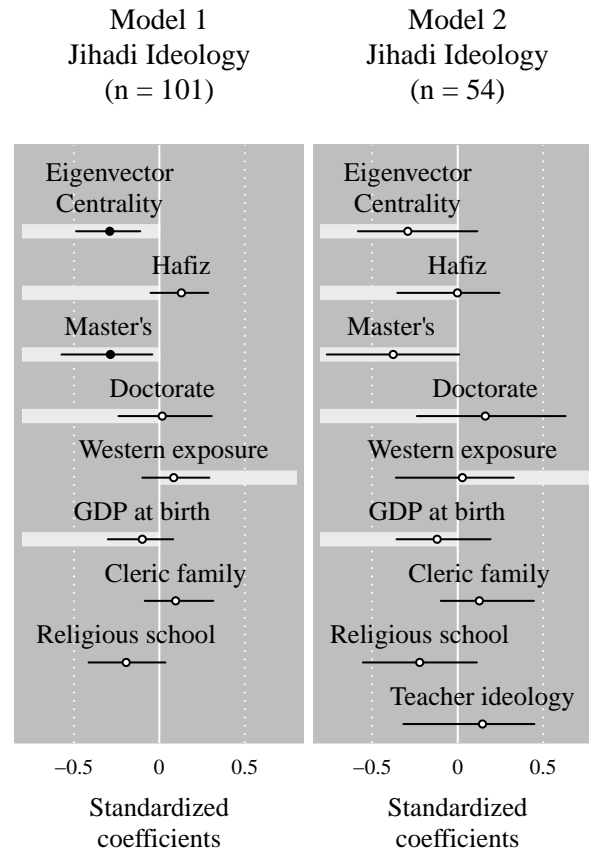 Model 1
Jihadi Ideology
(n = 101)
Eigenvector
Centrality
Hafiz
Master's
Doctorate
Western exposure
GDP at birth
Cleric family
Religious school
−0.5 0 0.5
Standardized
coefficients
Model 2
Jihadi Ideology
(n = 54)
Eigenvector
Centrality
Hafiz
Master's
Doctorate
Western exposure
GDP at birth
Cleric family
Religious school
Teacher ideology
−0.5 0 0.5
Standardized
coefficients